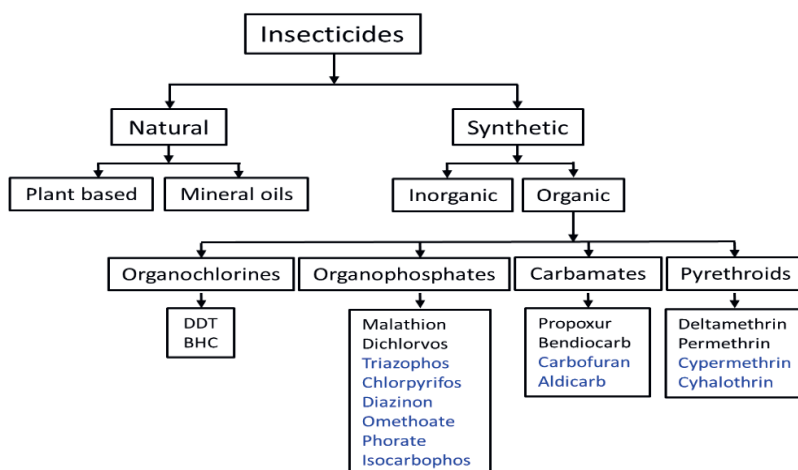 Insecticides
Natural
Synthetic
Plant based
Mineral oils
Inorganic
Organic
Organochlorines
Organophosphates
Carbamates
Pyrethroids
DDT
BHC
Malathion
Dichlorvos
Triazophos
Chlorpyrifos
Diazinon
Omethoate
Phorate
Isocarbophos
Propoxur
Bendiocarb
Carbofuran
Aldicarb
Deltamethrin
Permethrin
Cypermethrin
Cyhalothrin